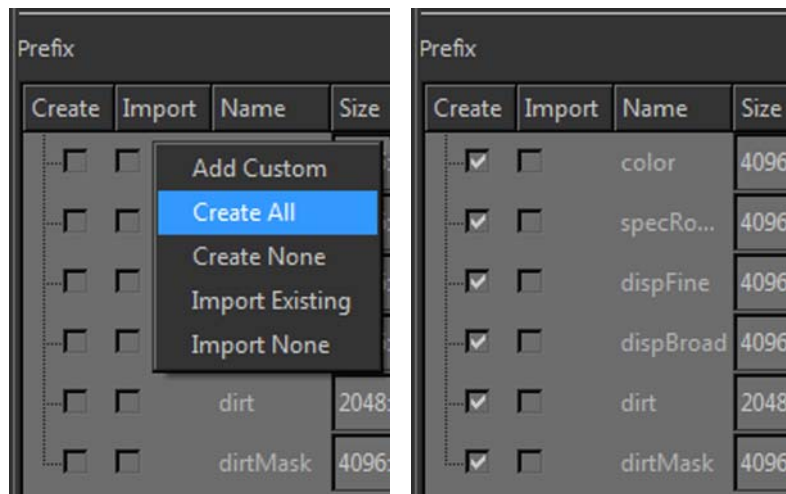 Prefix
Create Import Name Size
Add Custom
Create All
Create None
Import Existing
Import None
dirt 2048
dirtMask 4096
Prefix
Create Import Name Size
color 4096
specRo... 4096
dispFine 4096
dispBroad 4096
dirt 2048
dirtMask 4096